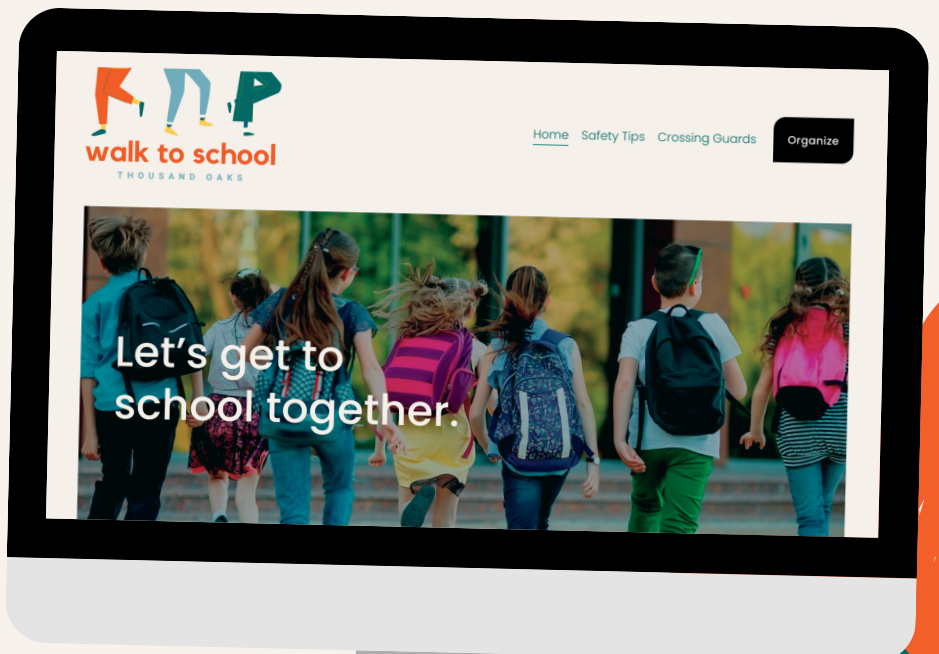 walk to school
THOUSAND OAKS
Home Safety Tips Crossing Guards Organize
Let's get to
school together.